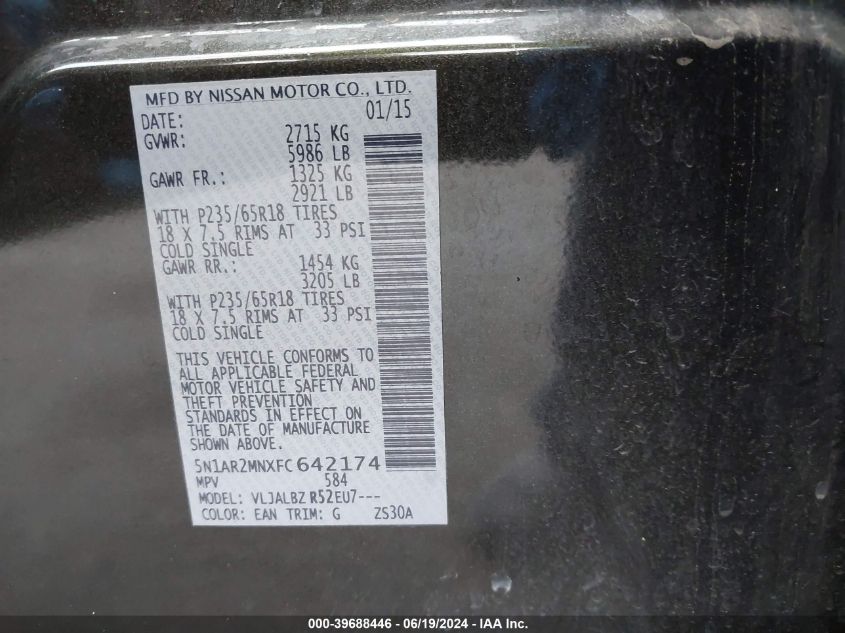 MFD BY NISSAN MOTOR CO., LTD.
DATE: 01/15
GVWR: 2715 KG
5986 LB
GAWR FR.: 1325 KG
2921 LB
WITH P235/65R18 TIRES
18 X 7.5 RIMS AT 33 PSI
COLD SINGLE
GAWR RR.: 1454 KG
3205 LB
WITH P235/65R18 TIRES
18 X 7.5 RIMS AT 33 PSI
COLD SINGLE
THIS VEHICLE CONFORMS TO
ALL APPLICABLE FEDERAL
MOTOR VEHICLE SAFETY AND
THEFT PREVENTION
STANDARDS IN EFFECT ON
THE DATE OF MANUFACTURE
SHOWN ABOVE.
5N1AR2MNXFC642174
MPV 584
MODEL: VLJALBZ R52EU7---
COLOR: EAN TRIM: G ZS30A
000-39688446 - 06/19/2024 - IAA Inc.